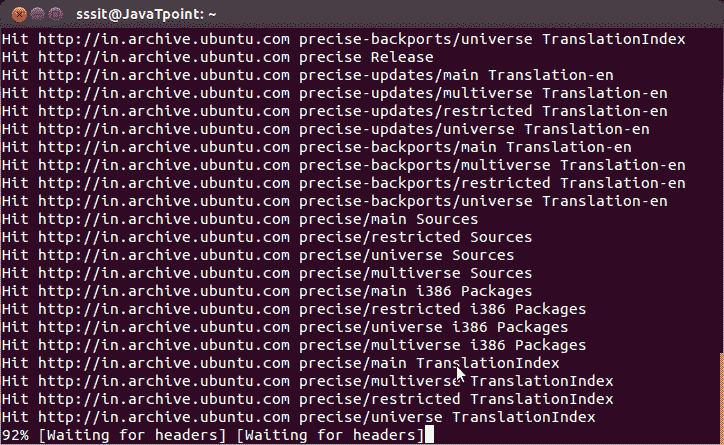 sssit@JavaTpoint: ~
Hit http://in.archive.ubuntu.com precise-backports/universe TranslationIndex
Hit http://in.archive.ubuntu.com precise Release
Hit http://in.archive.ubuntu.com precise-updates/main Translation-en
Hit http://in.archive.ubuntu.com precise-updates/multiverse Translation-en
Hit http://in.archive.ubuntu.com precise-updates/restricted Translation-en
Hit http://in.archive.ubuntu.com precise-updates/universe Translation-en
Hit http://in.archive.ubuntu.com precise-backports/main Translation-en
Hit http://in.archive.ubuntu.com precise-backports/multiverse Translation-en
Hit http://in.archive.ubuntu.com precise-backports/restricted Translation-en
Hit http://in.archive.ubuntu.com precise-backports/universe Translation-en
Hit http://in.archive.ubuntu.com precise/main Sources
Hit http://in.archive.ubuntu.com precise/restricted Sources
Hit http://in.archive.ubuntu.com precise/universe Sources
Hit http://in.archive.ubuntu.com precise/multiverse Sources
Hit http://in.archive.ubuntu.com precise/main i386 Packages
Hit http://in.archive.ubuntu.com precise/restricted i386 Packages
Hit http://in.archive.ubuntu.com precise/universe i386 Packages
Hit http://in.archive.ubuntu.com precise/multiverse i386 Packages
Hit http://in.archive.ubuntu.com precise/main TranslationIndex
Hit http://in.archive.ubuntu.com precise/multiverse TranslationIndex
Hit http://in.archive.ubuntu.com precise/restricted TranslationIndex
Hit http://in.archive.ubuntu.com precise/universe TranslationIndex
92% [Waiting for headers] [Waiting for headers]